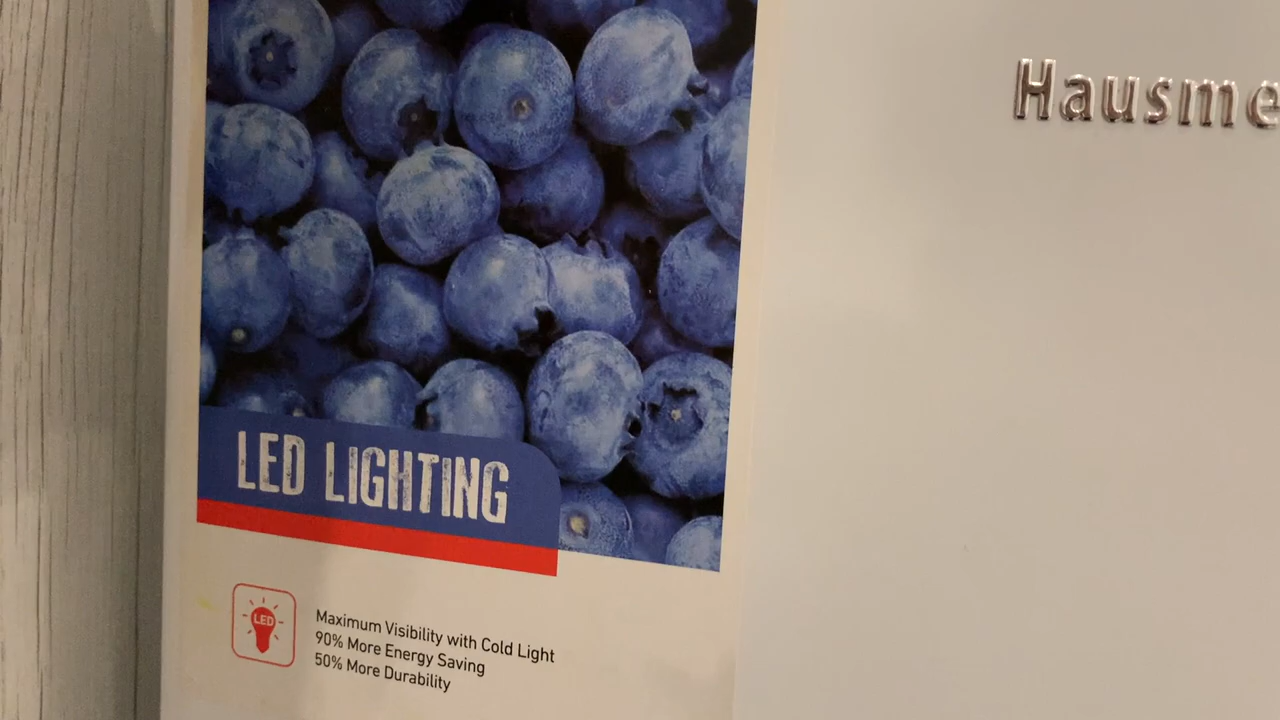 Hausme
LED LIGHTING
LED
Maximum Visibility with Cold Light
90% More Energy Saving
50% More Durability